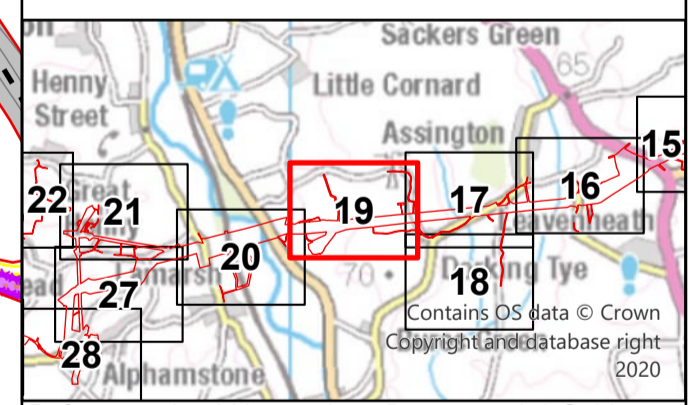 Sackers Green
65
Henny
Street
Little Cornard
Assington
15
22
Great
21
19
17
16
20
27
70
18
Contains OS data © Crown
Copyright and database right
2020
28
Alphamstone